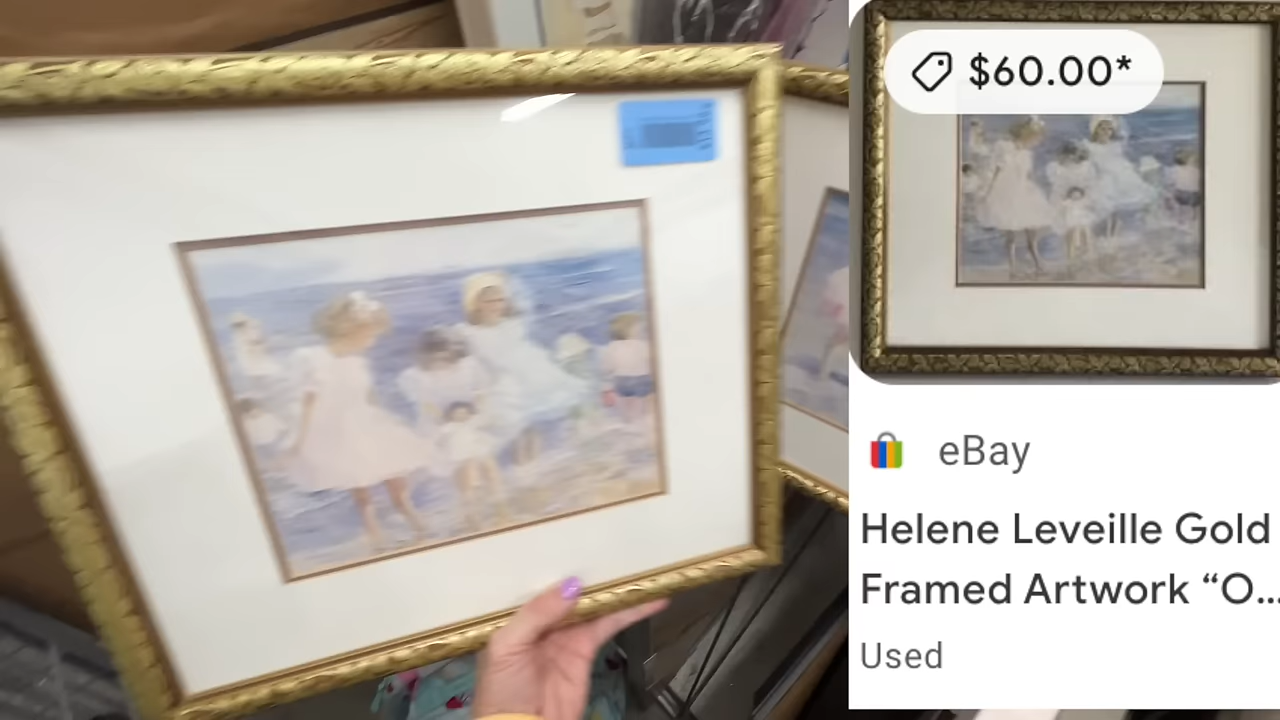 $60.00*
eBay
Helene Leveille Gold
Framed Artwork “O...
Used